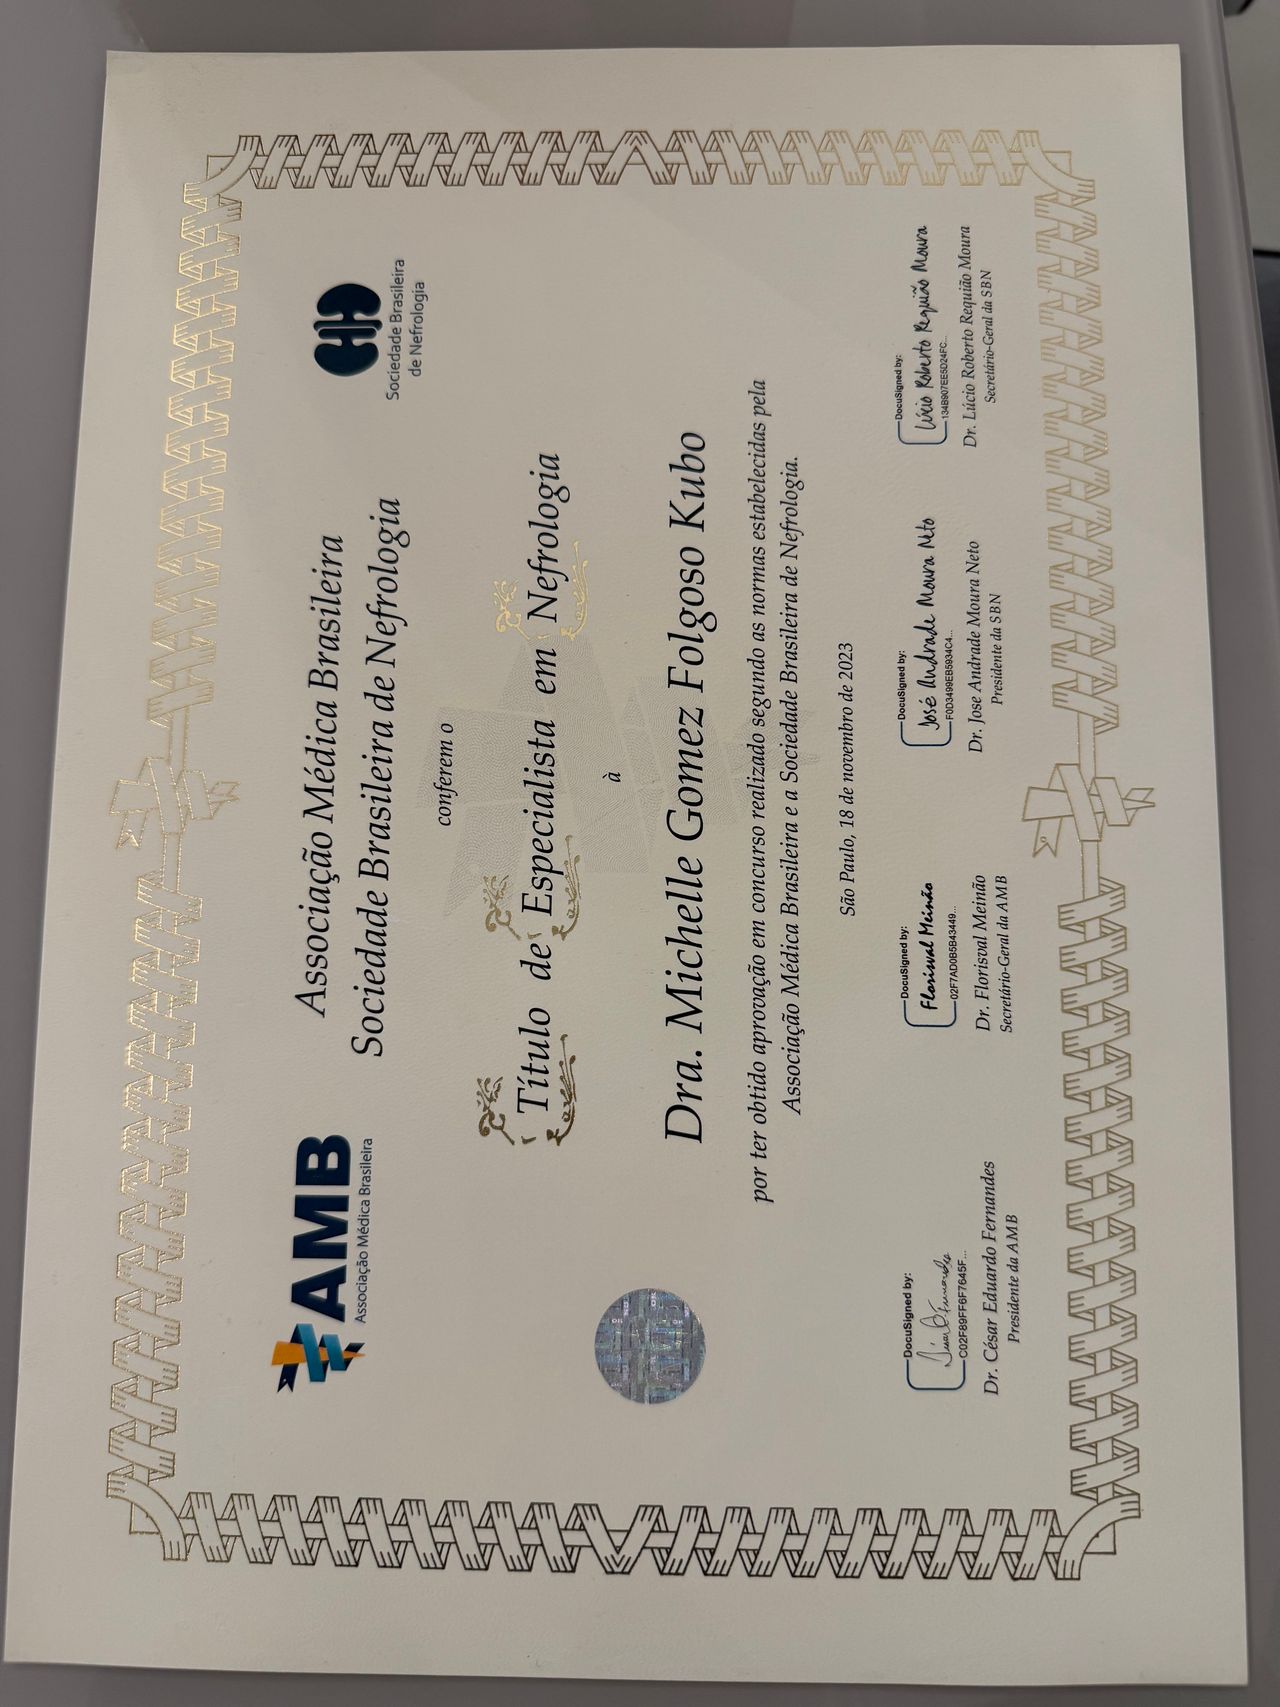 AMB
Associação Médica Brasileira
Associação Médica Brasileira
Sociedade Brasileira de Nefrologia
Sociedade Brasileira
de Nefrologia
conferem o
Título de Especialista em Nefrologia
à
Dra. Michelle Gomez Folgoso Kubo
por ter obtido aprovação em concurso realizado segundo as normas estabelecidas pela
Associação Médica Brasileira e a Sociedade Brasileira de Nefrologia.
São Paulo, 18 de novembro de 2023
DocuSigned by:
C02F89FF6F7645F...
Dr. César Eduardo Fernandes
Presidente da AMB
DocuSigned by:
Florisval Meinão
02F7AD0B5B43449...
Dr. Florisval Meinão
Secretário-Geral da AMB
DocuSigned by:
José Andrade Moura Neto
F0D3499EB5934C4...
Dr. Jose Andrade Moura Neto
Presidente da SBN
DocuSigned by:
Lúcio Roberto Requião Moura
134B907EE5D24FC...
Dr. Lúcio Roberto Requião Moura
Secretário-Geral da SBN